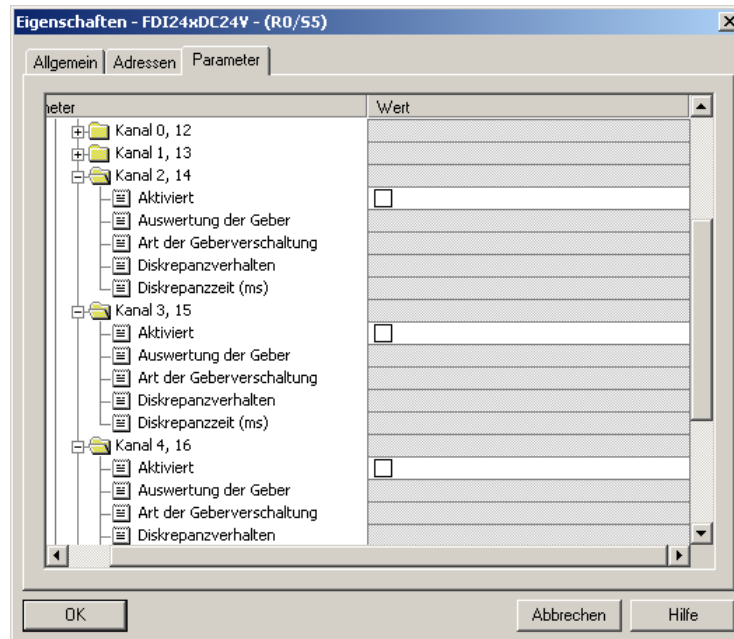 Eigenschaften - FDI24xDC24V - (R0/S5)
Allgemein Adressen Parameter
neter Wert
Kanal 0, 12
Kanal 1, 13
Kanal 2, 14
Aktiviert
Auswertung der Geber
Art der Geberverschaltung
Diskrepanzverhalten
Diskrepanzzeit (ms)
Kanal 3, 15
Aktiviert
Auswertung der Geber
Art der Geberverschaltung
Diskrepanzverhalten
Diskrepanzzeit (ms)
Kanal 4, 16
Aktiviert
Auswertung der Geber
Art der Geberverschaltung
Diskrepanzverhalten
OK Abbrechen Hilfe